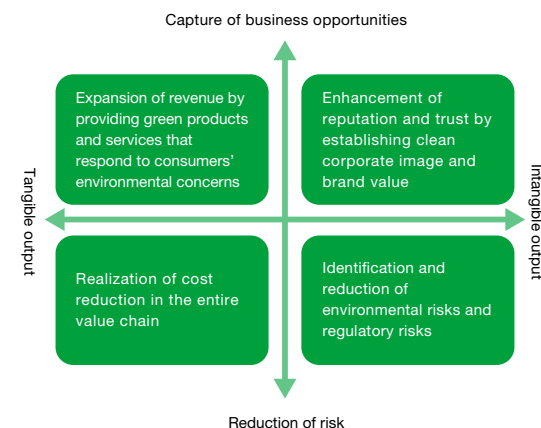 Capture of business opportunities
Expansion of revenue by
providing green products
and services that
respond to consumers'
environmental concerns
Enhancement of
reputation and trust by
establishing clean
corporate image and
brand value
Tangible output
Intangible output
Realization of cost
reduction in the entire
value chain
Identification and
reduction of
environmental risks and
regulatory risks
Reduction of risk